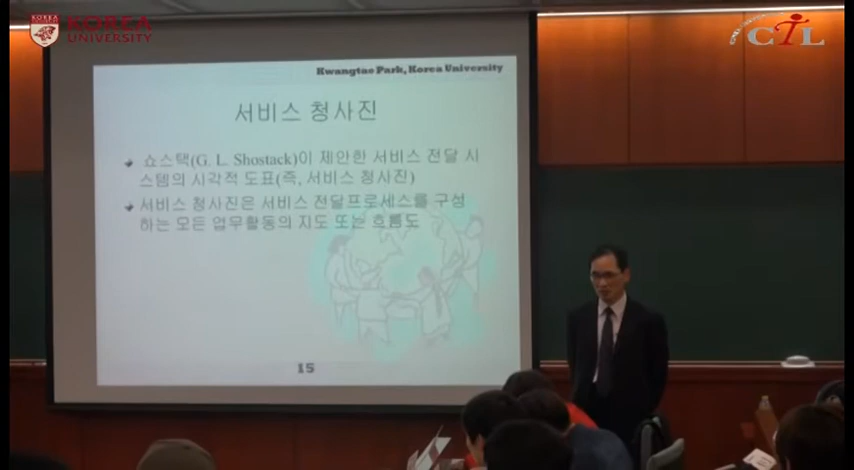 KOREA
UNIVERSITY
CTL
Kwangtae Park, Korea University
서비스 청사진
쇼스택(G. L. Shostack)이 제안한 서비스 전달 시
스템의 시각적 도표(즉, 서비스 청사진)
서비스 청사진은 서비스 전달프로세스를 구성
하는 모든 업무활동의 지도 또는 흐름도
15